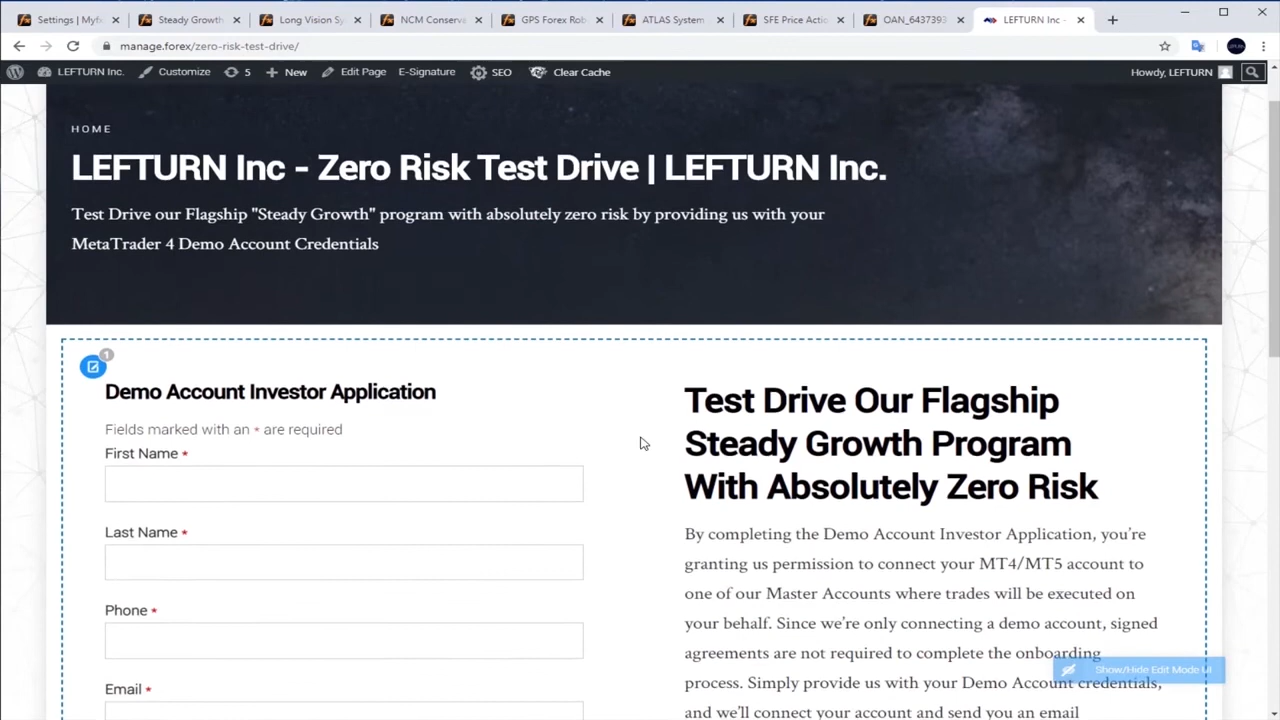 Settings | Myfx
Steady Growth
Long Vision Sy
NCM Conserva
GPS Forex Rob
ATLAS System
SFE Price Actio
OAN_6437393
LEFTURN Inc -
manage.forex/zero-risk-test-drive/
LEFTURN Inc.
Customize
5
New
Edit Page
E-Signature
SEO
Clear Cache
Howdy, LEFTURN
HOME
LEFTURN Inc - Zero Risk Test Drive | LEFTURN Inc.
Test Drive our Flagship "Steady Growth" program with absolutely zero risk by providing us with your
MetaTrader 4 Demo Account Credentials
1
Demo Account Investor Application
Fields marked with an * are required
First Name *
Last Name *
Phone *
Email *
Test Drive Our Flagship
Steady Growth Program
With Absolutely Zero Risk
By completing the Demo Account Investor Application, you’re
granting us permission to connect your MT4/MT5 account to
one of our Master Accounts where trades will be executed on
your behalf. Since we’re only connecting a demo account, signed
agreements are not required to complete the onboarding
process. Simply provide us with your Demo Account credentials,
and we’ll connect your account and send you an email
Show/Hide Edit Mode UI